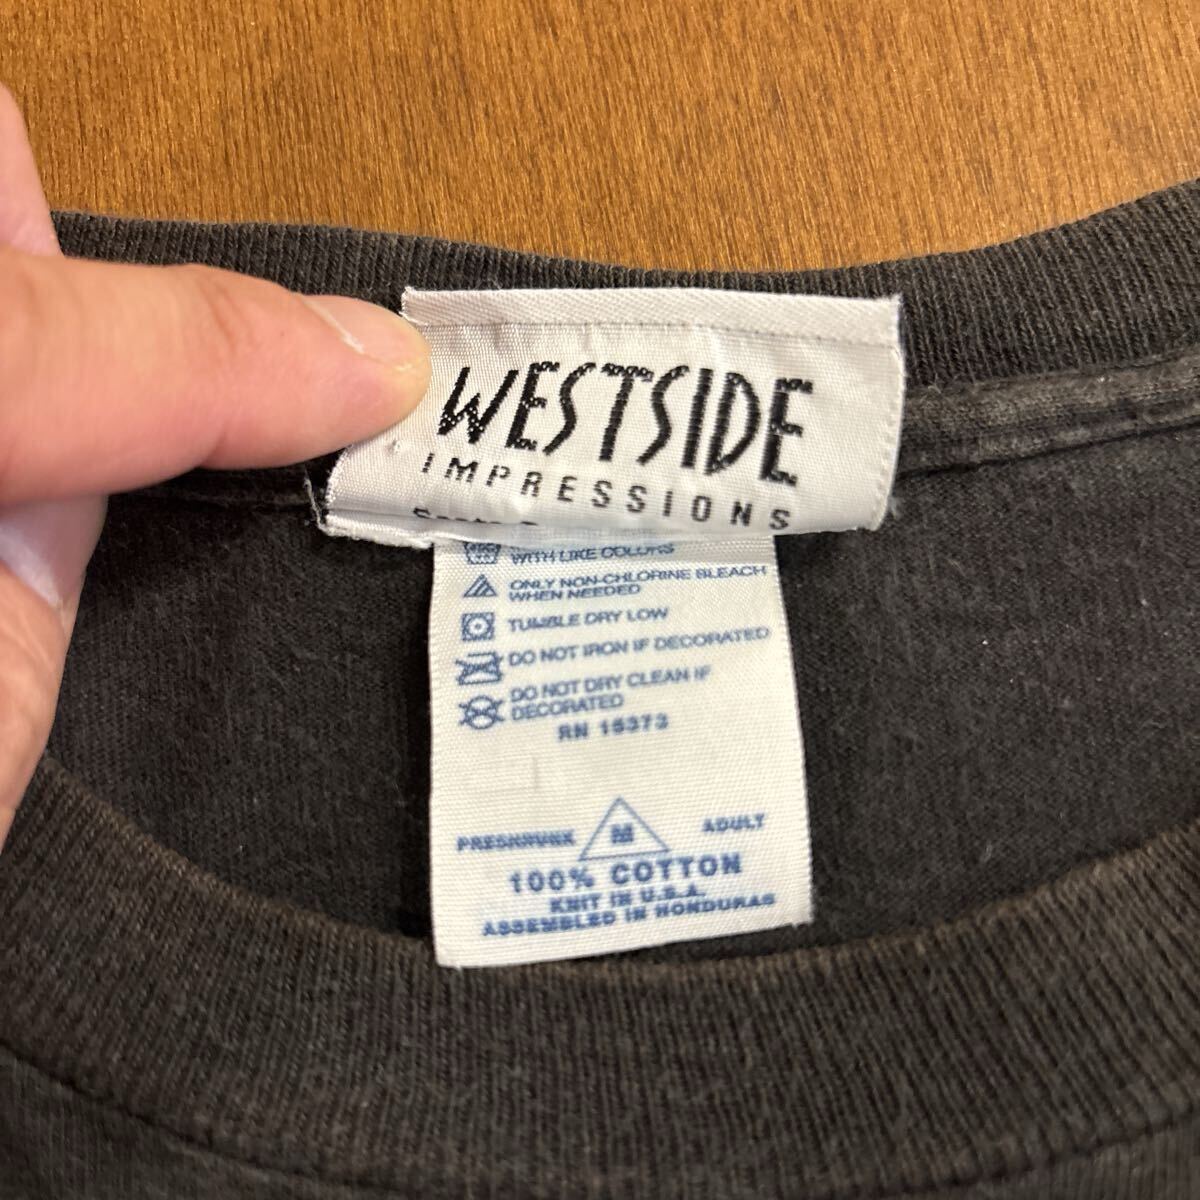 WESTSIDE
IMPRESSIONS
WITH LIKE COLORS
ONLY NON-CHLORINE BLEACH
WHEN NEEDED
TUMBLE DRY LOW
DO NOT IRON IF DECORATED
DO NOT DRY CLEAN IF
DECORATED
RN 15373
PRESHRUNK M ADULT
100% COTTON
KNIT IN U.S.A.
ASSEMBLED IN HONDURAS